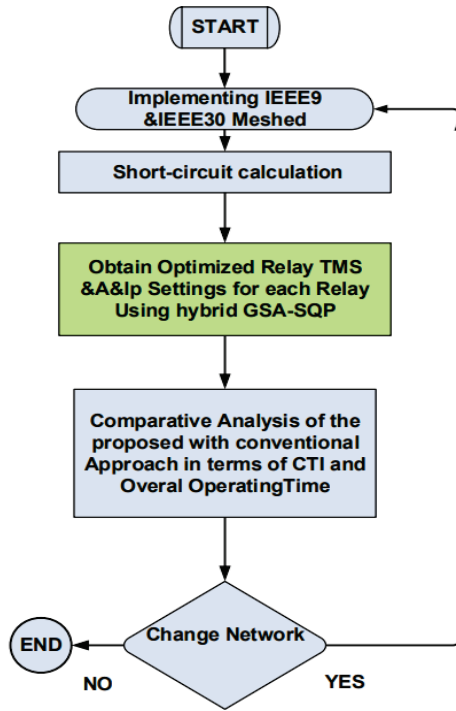 START
Implementing IEEE9
&IEEE30 Meshed
Short-circuit calculation
Obtain Optimized Relay TMS
&A&Ip Settings for each Relay
Using hybrid GSA-SQP
Comparative Analysis of the
proposed with conventional
Approach in terms of CTI and
Overal OperatingTime
Change Network
END
NO
YES